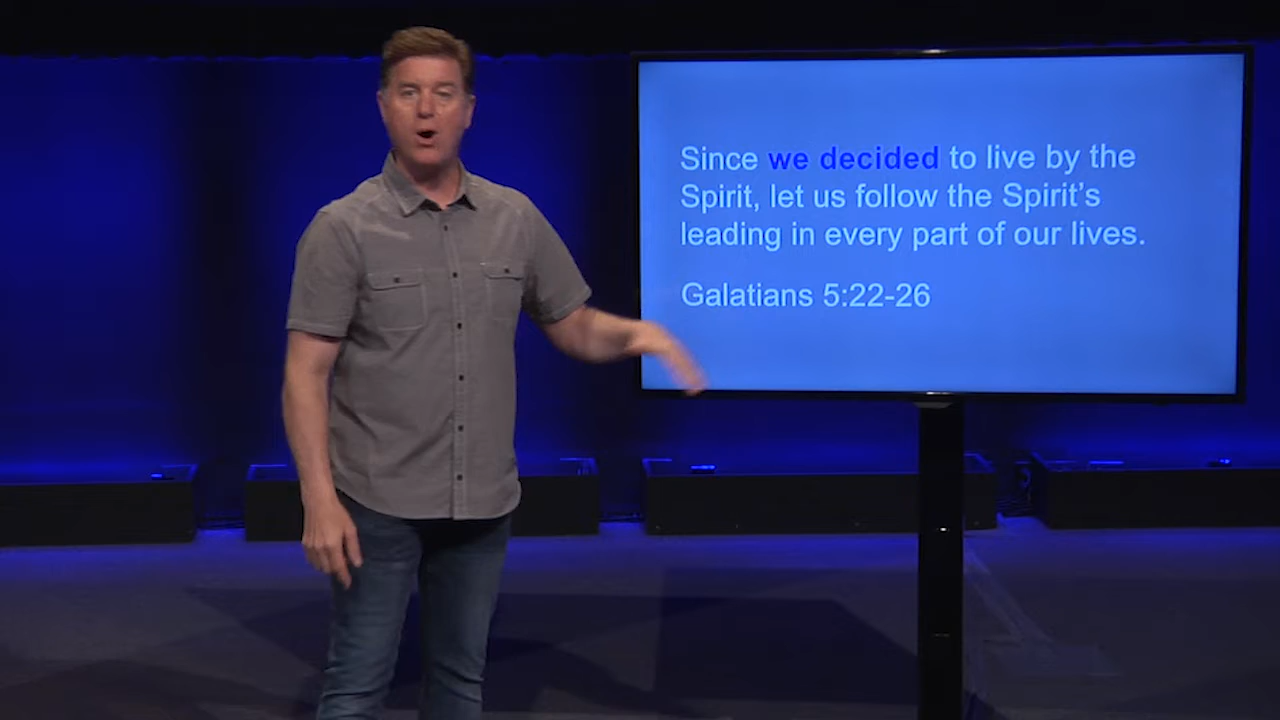 Since we decided to live by the
Spirit, let us follow the Spirit’s
leading in every part of our lives.
Galatians 5:22-26